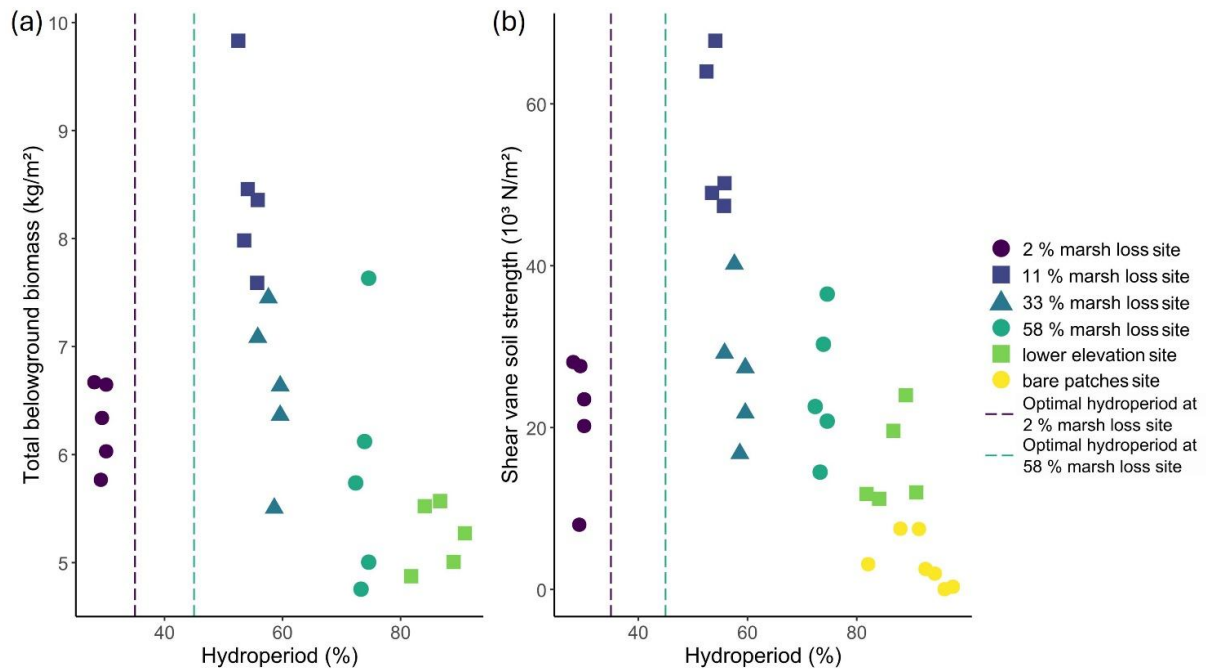 (a)
10
9
8
7
6
5
Total belowground biomass (kg/m²)
40 60 80
Hydroperiod (%)
(b)
60
40
20
0
Shear vane soil strength (10³ N/m²)
40 60 80
Hydroperiod (%)
2 % marsh loss site
11 % marsh loss site
33 % marsh loss site
58 % marsh loss site
lower elevation site
bare patches site
Optimal hydroperiod at
2 % marsh loss site
Optimal hydroperiod at
58 % marsh loss site